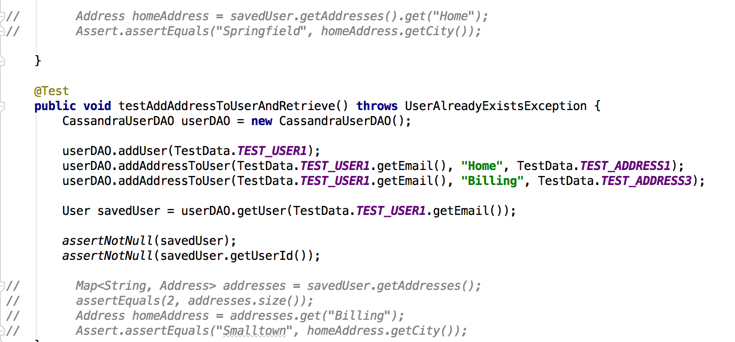 //        Address homeAddress = savedUser.getAddresses().get("Home");
//        Assert.assertEquals("Springfield", homeAddress.getCity());
    }
    @Test
    public void testAddAddressToUserAndRetrieve() throws UserAlreadyExistsException {
        CassandraUserDAO userDAO = new CassandraUserDAO();
        userDAO.addUser(TestData.TEST_USER1);
        userDAO.addAddressToUser(TestData.TEST_USER1.getEmail(), "Home", TestData.TEST_ADDRESS1);
        userDAO.addAddressToUser(TestData.TEST_USER1.getEmail(), "Billing", TestData.TEST_ADDRESS3);
        User savedUser = userDAO.getUser(TestData.TEST_USER1.getEmail());
        assertNotNull(savedUser);
        assertNotNull(savedUser.getUserId());
//        Map<String, Address> addresses = savedUser.getAddresses();
//        assertEquals(2, addresses.size());
//        Address homeAddress = addresses.get("Billing");
//        Assert.assertEquals("Smalltown", homeAddress.getCity());